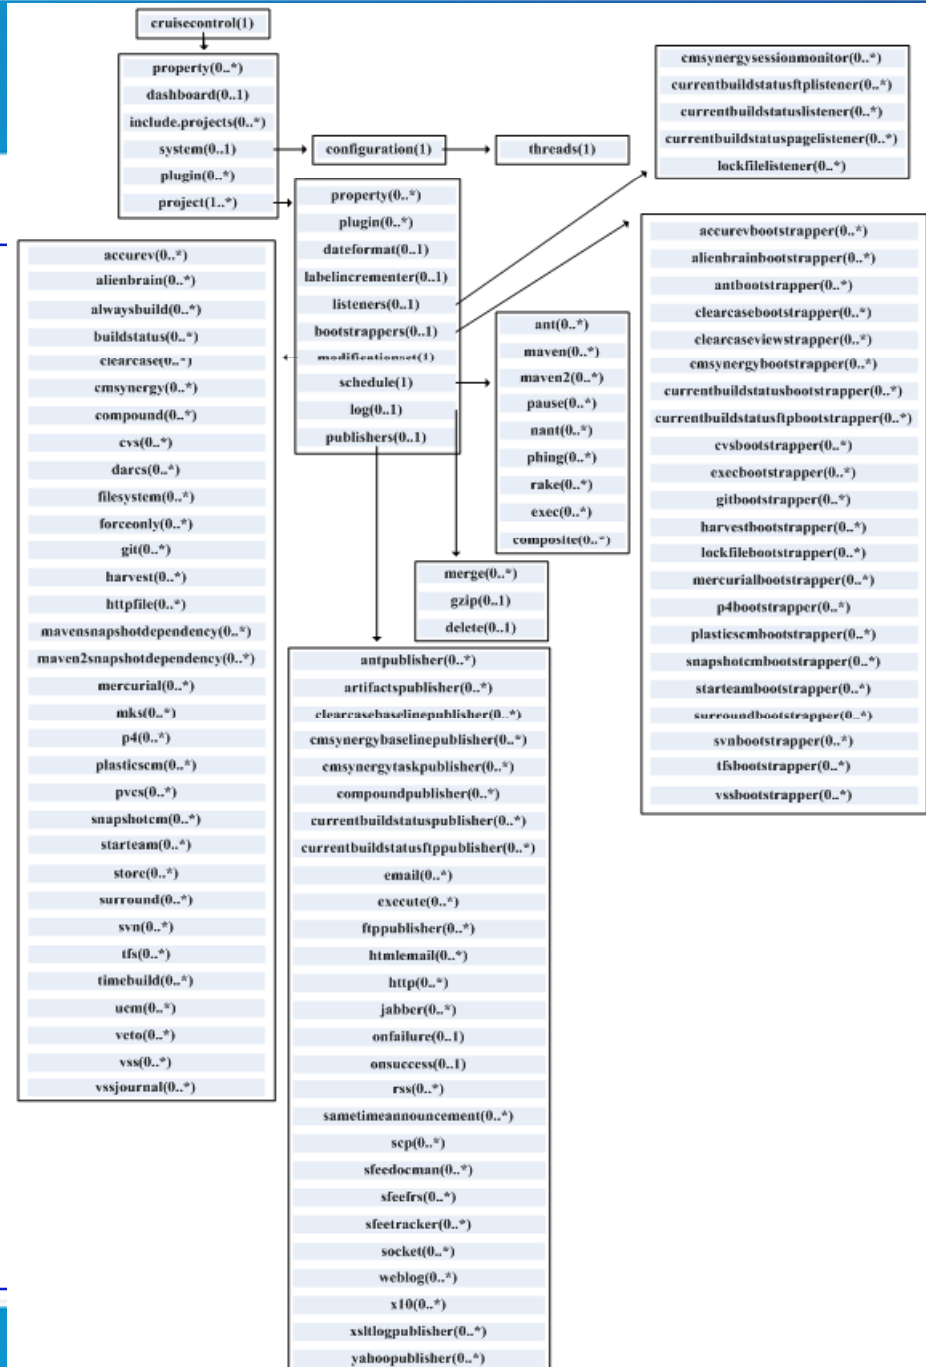 cruisecontrol(1)
property(0..*)
dashboard(0..1)
include.projects(0..*)
system(0..1)
plugin(0..*)
project(1..*)
configuration(1)
threads(1)
cmsynergysessionmonitor(0..*)
currentbuildstatusftplistener(0..*)
currentbuildstatuslistener(0..*)
currentbuildstatuspagelistener(0..*)
lockfilelistener(0..*)
property(0..*)
plugin(0..*)
dateformat(0..1)
labelincrementer(0..1)
listeners(0..1)
bootstrappers(0..1)
modificationset(1)
schedule(1)
log(0..1)
publishers(0..1)
accurev(0..*)
alienbrain(0..*)
alwaysbuild(0..*)
buildstatus(0..*)
clearcase(0..*)
cmsynergy(0..*)
compound(0..*)
cvs(0..*)
darcs(0..*)
filesystem(0..*)
forceonly(0..*)
git(0..*)
harvest(0..*)
httpfile(0..*)
mavensnapshotdependency(0..*)
maven2snapshotdependency(0..*)
mercurial(0..*)
mks(0..*)
p4(0..*)
plasticscm(0..*)
pvcs(0..*)
snapshotcm(0..*)
starteam(0..*)
store(0..*)
surround(0..*)
svn(0..*)
tfs(0..*)
timebuild(0..*)
ucm(0..*)
veto(0..*)
vss(0..*)
vssjournal(0..*)
ant(0..*)
maven(0..*)
maven2(0..*)
pause(0..*)
nant(0..*)
phing(0..*)
rake(0..*)
exec(0..*)
composite(0..*)
merge(0..*)
gzip(0..1)
delete(0..1)
accurevbootstrapper(0..*)
alienbrainbootstrapper(0..*)
antbootstrapper(0..*)
clearcasebootstrapper(0..*)
clearcaseviewstrapper(0..*)
cmsynergybootstrapper(0..*)
currentbuildstatusbootstrapper(0..*)
currentbuildstatusftpbootstrapper(0..*)
cvsbootstrapper(0..*)
execbootstrapper(0..*)
gitbootstrapper(0..*)
harvestbootstrapper(0..*)
lockfilebootstrapper(0..*)
mercurialbootstrapper(0..*)
p4bootstrapper(0..*)
plasticscmbootstrapper(0..*)
snapshotcmbootstrapper(0..*)
starteambootstrapper(0..*)
surroundbootstrapper(0..*)
svnbootstrapper(0..*)
tfsbootstrapper(0..*)
vssbootstrapper(0..*)
antpublisher(0..*)
artifactspublisher(0..*)
clearcasebaselinepublisher(0..*)
cmsynergybaselinepublisher(0..*)
cmsynergytaskpublisher(0..*)
compoundpublisher(0..*)
currentbuildstatuspublisher(0..*)
currentbuildstatusftppublisher(0..*)
email(0..*)
execute(0..*)
ftppublisher(0..*)
htmlemail(0..*)
http(0..*)
jabber(0..*)
onfailure(0..1)
onsuccess(0..1)
rss(0..*)
sametimeannouncement(0..*)
scp(0..*)
sfeedocman(0..*)
sfeefrs(0..*)
sfeetracker(0..*)
socket(0..*)
weblog(0..*)
x10(0..*)
xsltlogpublisher(0..*)
yahoopublisher(0..*)